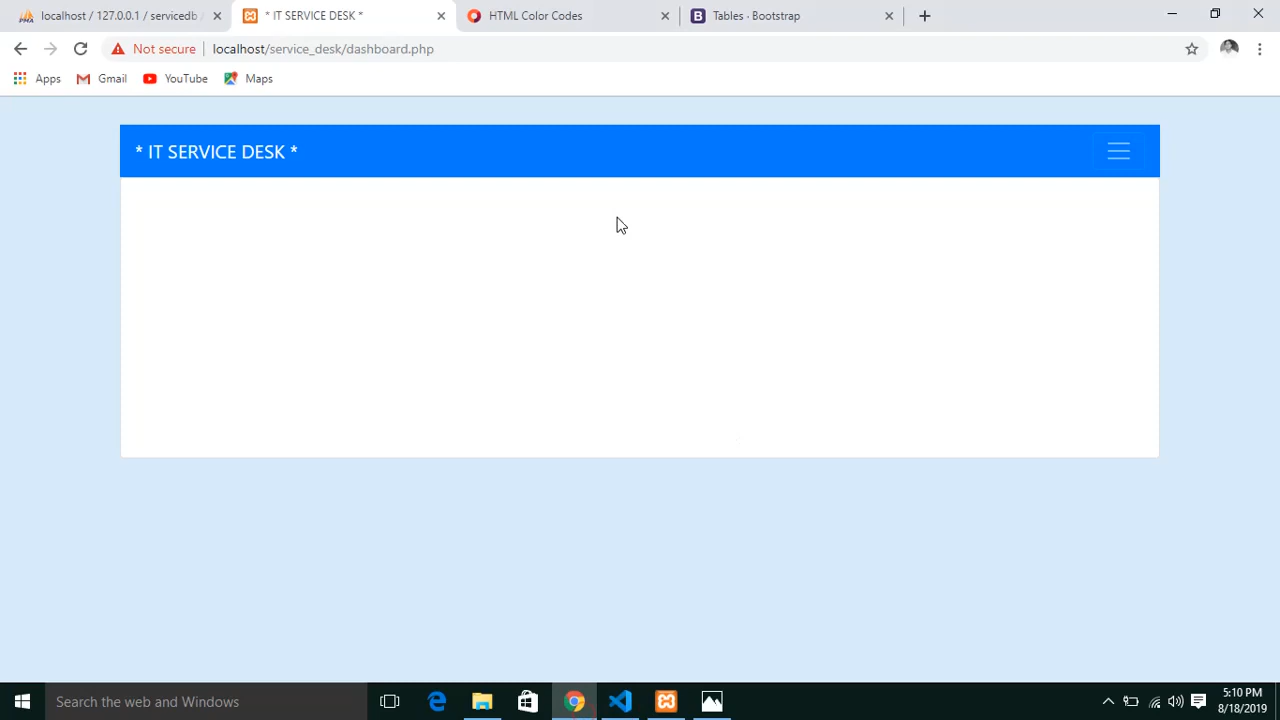 localhost / 127.0.0.1 / servicedb
* IT SERVICE DESK *
HTML Color Codes
Tables · Bootstrap
Not secure
localhost/service_desk/dashboard.php
Apps
Gmail
YouTube
Maps
* IT SERVICE DESK *
Search the web and Windows
5:10 PM
8/18/2019